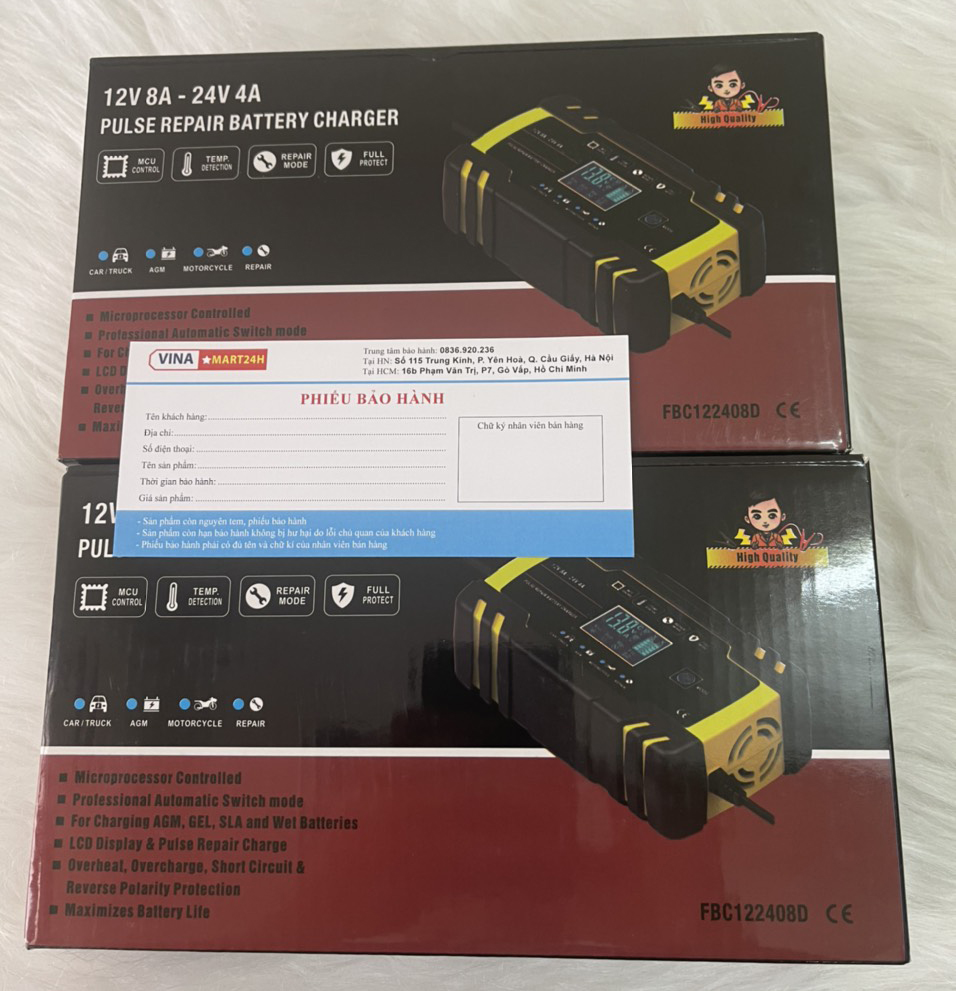 12V 8A - 24V 4A
PULSE REPAIR BATTERY CHARGER
High Quality
MCU CONTROL
TEMP. DETECTION
REPAIR MODE
FULL PROTECT
13.8
CAR/TRUCK AGM MOTORCYCLE REPAIR
Microprocessor Controlled
Professional Automatic Switch mode
For C
LCD D
Overh
Rever
Maxi
FBC122408D CE
VINA MART24H
Trung tâm bảo hành: 0836.920.236
Tại HN: Số 115 Trung Kính, P. Yên Hoà, Q. Cầu Giấy, Hà Nội
Tại HCM: 16b Phạm Văn Trị, P7, Gò Vấp, Hồ Chí Minh
PHIẾU BẢO HÀNH
Tên khách hàng:
Địa chỉ:
Số điện thoại:
Tên sản phẩm:
Thời gian bảo hành:
Giá sản phẩm:
Chữ ký nhân viên bán hàng
- Sản phẩm còn nguyên tem, phiếu bảo hành
- Sản phẩm còn hạn bảo hành không bị hư hại do lỗi chủ quan của khách hàng
- Phiếu bảo hành phải có đủ tên và chữ kí của nhân viên bán hàng
12V
PUL
High Quality
MCU CONTROL
TEMP. DETECTION
REPAIR MODE
FULL PROTECT
13.8
CAR/TRUCK AGM MOTORCYCLE REPAIR
Microprocessor Controlled
Professional Automatic Switch mode
For Charging AGM, GEL, SLA and Wet Batteries
LCD Display & Pulse Repair Charge
Overheat, Overcharge, Short Circuit &
Reverse Polarity Protection
Maximizes Battery Life
FBC122408D CE